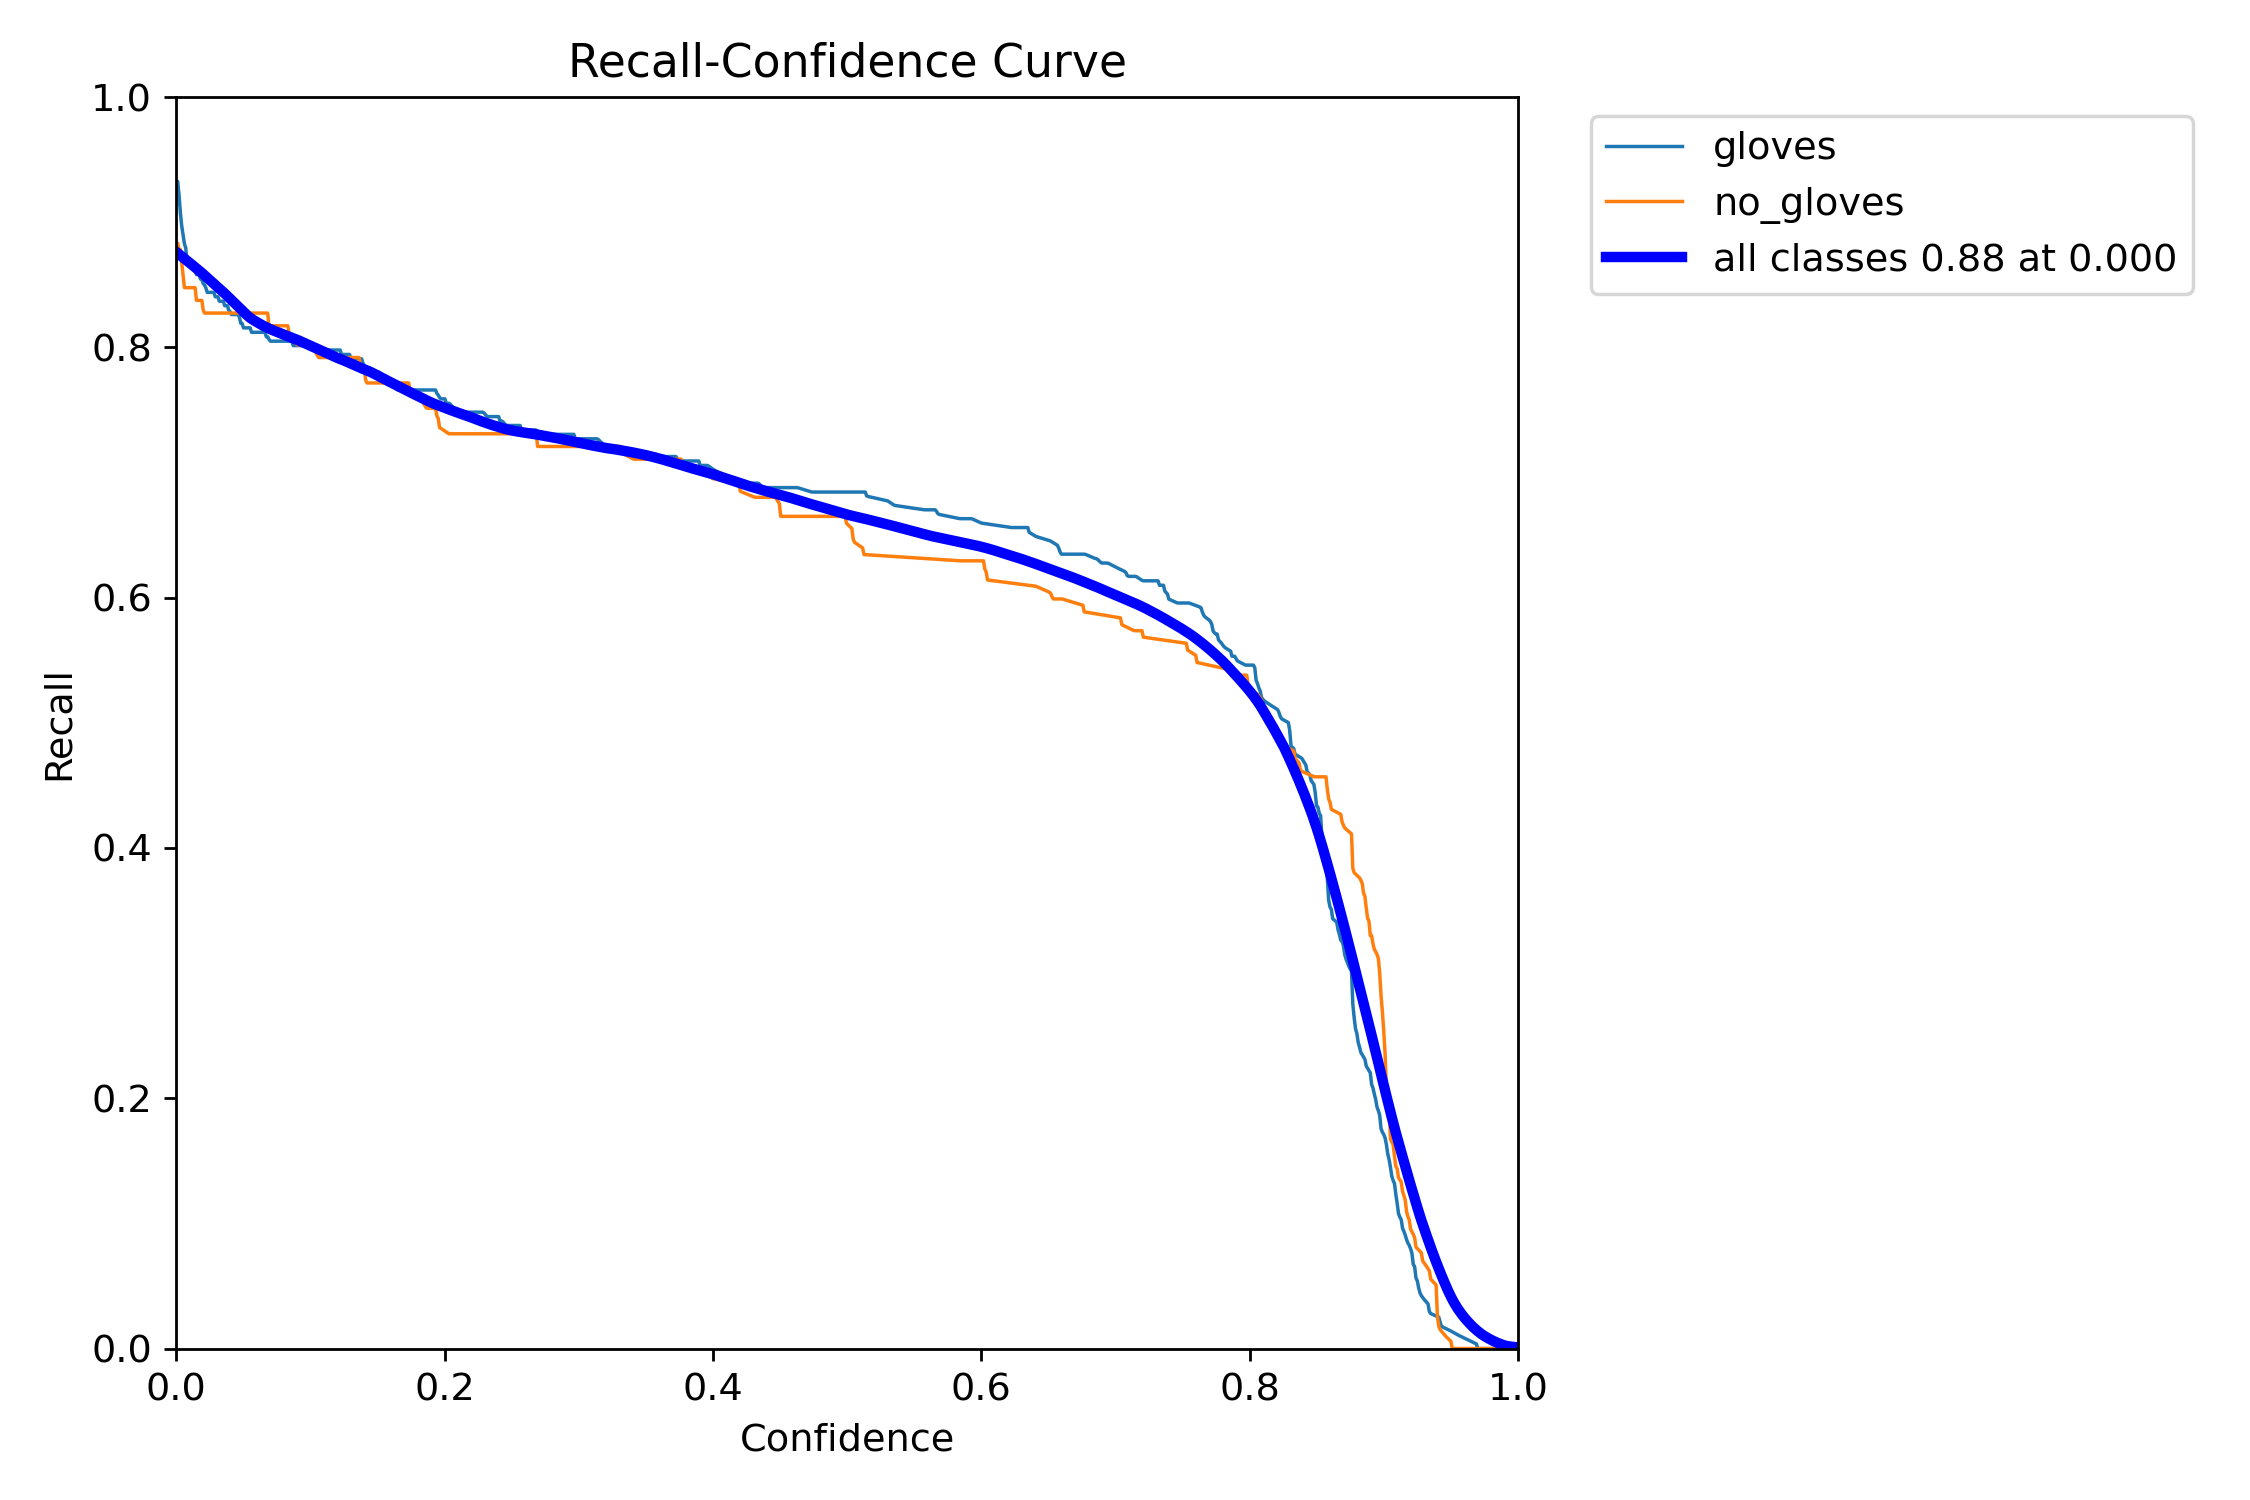 Recall-Confidence Curve
1.0
0.8
0.6
0.4
0.2
0.0
Recall
0.0 0.2 0.4 0.6 0.8 1.0
Confidence
gloves
no_gloves
all classes 0.88 at 0.000